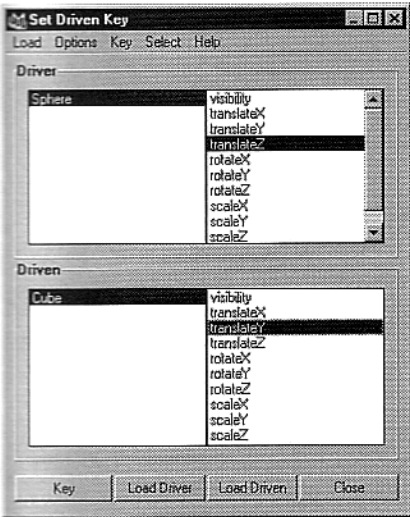 Set Driven Key
Load Options Key Select Help
Driver
Sphere
visibility
translateX
translateY
translateZ
rotateX
rotateY
rotateZ
scaleX
scaleY
scaleZ
Driven
Cube
visibility
translateX
translateY
translateZ
rotateX
rotateY
rotateZ
scaleX
scaleY
scaleZ
Key Load Driver Load Driven Close